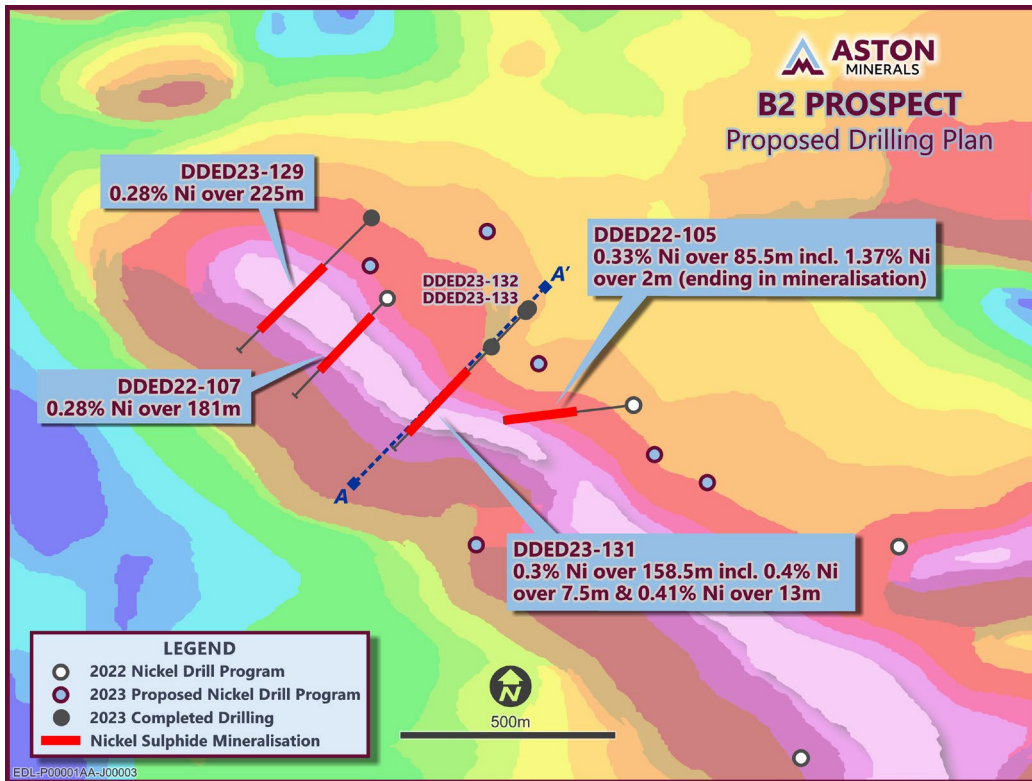 ASTON
MINERALS
B2 PROSPECT
Proposed Drilling Plan
DDED23-129
0.28% Ni over 225m
DDED22-105
0.33% Ni over 85.5m incl. 1.37% Ni
over 2m (ending in mineralisation)
DDED23-132
DDED23-133
A'
DDED22-107
0.28% Ni over 181m
A
DDED23-131
0.3% Ni over 158.5m incl. 0.4% Ni
over 7.5m & 0.41% Ni over 13m
LEGEND
2022 Nickel Drill Program
2023 Proposed Nickel Drill Program
2023 Completed Drilling
Nickel Sulphide Mineralisation
N
500m
EDL-P00001AA-J00003